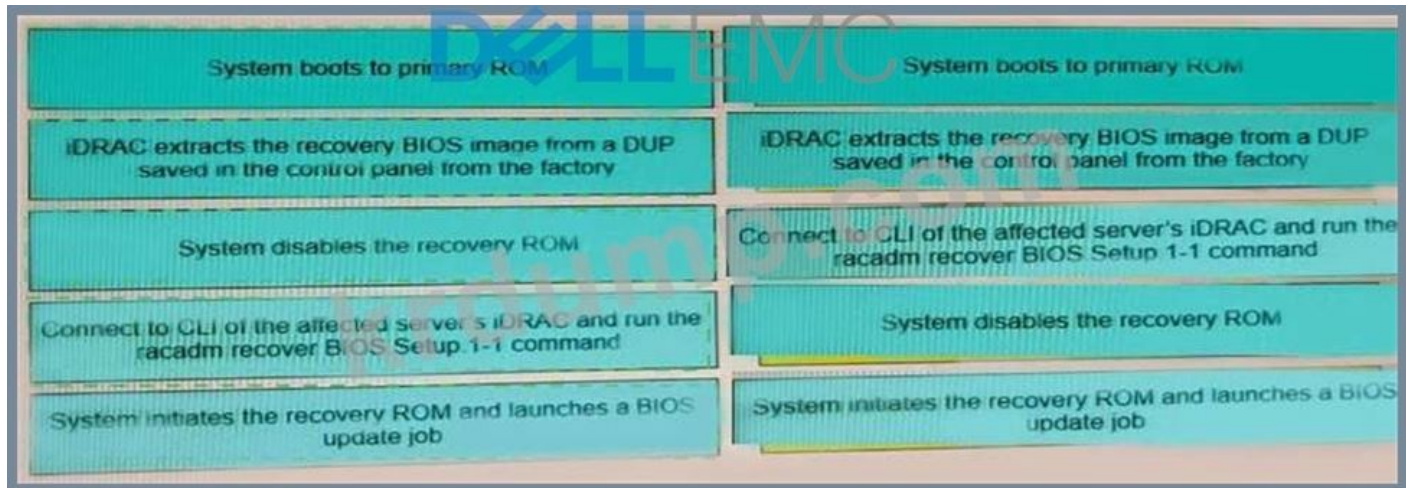 DELL EMC
System boots to primary ROM
iDRAC extracts the recovery BIOS image from a DUP
saved in the control panel from the factory
System disables the recovery ROM
Connect to CLI of the affected server's iDRAC and run the
racadm recover BIOS Setup 1-1 command
System initiates the recovery ROM and launches a BIOS
update job
System boots to primary ROM
iDRAC extracts the recovery BIOS image from a DUP
saved in the control panel from the factory
Connect to CLI of the affected server's iDRAC and run the
racadm recover BIOS Setup 1-1 command
System disables the recovery ROM
System initiates the recovery ROM and launches a BIOS
update job